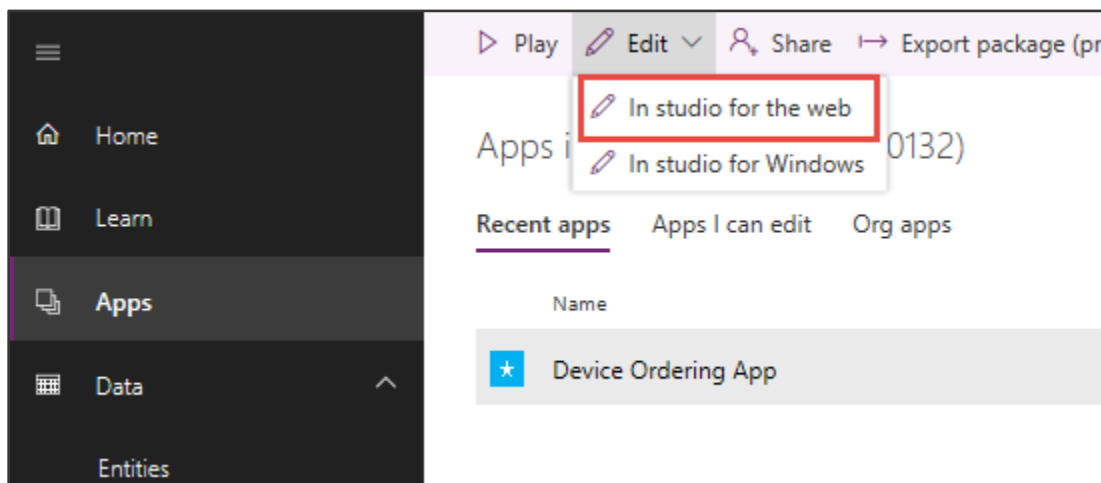 Play Edit Share Export package (pr
In studio for the web
Home
Apps i 0132)
In studio for Windows
Learn
Recent apps Apps I can edit Org apps
Apps
Name
Device Ordering App
Data
Entities